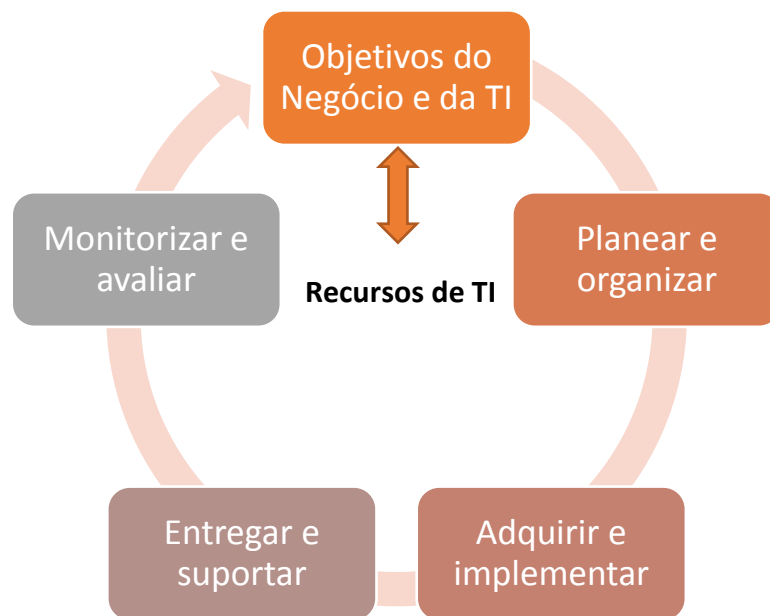 Objetivos do
Negócio e da TI
Planear e
organizar
Adquirir e
implementar
Entregar e
suportar
Monitorizar e
avaliar
Recursos de TI